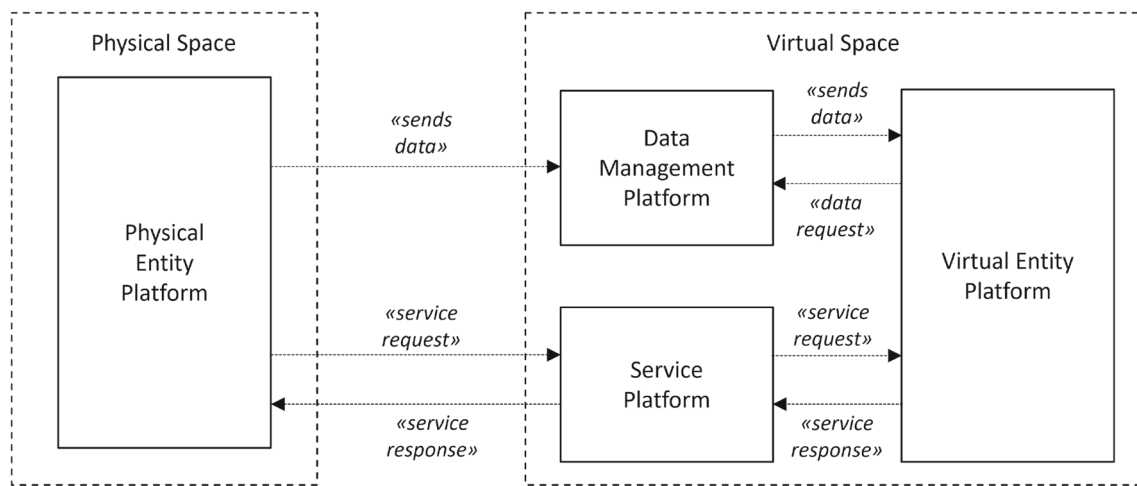 Physical Space
Physical
Entity
Platform
«sends
data»
«service
request»
«service
response»
Virtual Space
Data
Management
Platform
Service
Platform
«sends
data»
«data
request»
«service
request»
«service
response»
Virtual Entity
Platform